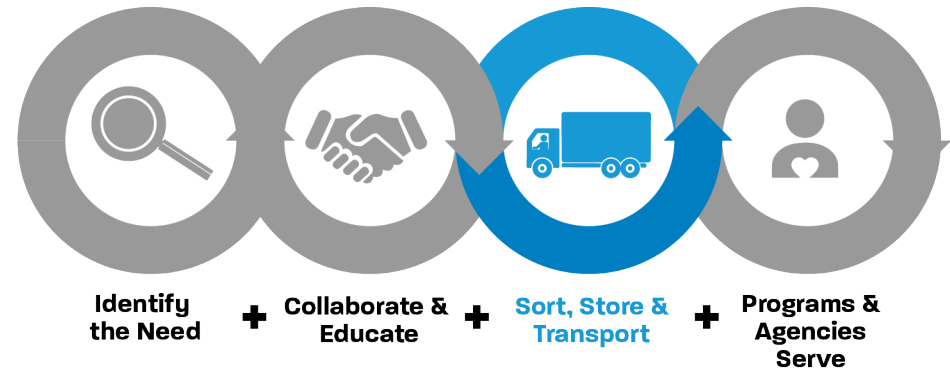 Identify
the Need
+
Collaborate &
Educate
+
Sort, Store &
Transport
+
Programs &
Agencies
Serve